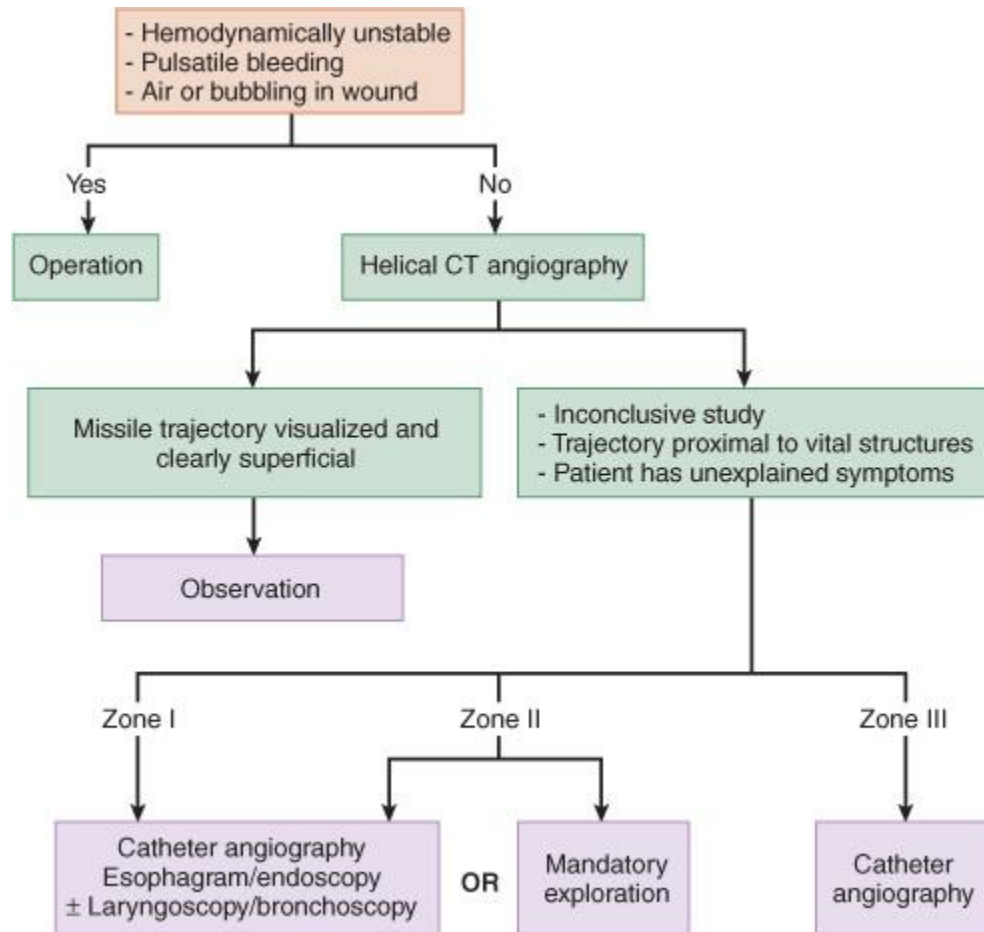 - Hemodynamically unstable
- Pulsatile bleeding
- Air or bubbling in wound
Yes
No
Operation
Helical CT angiography
Missile trajectory visualized and
clearly superficial
- Inconclusive study
- Trajectory proximal to vital structures
- Patient has unexplained symptoms
Observation
Zone I
Zone II
Zone III
Catheter angiography
Esophagram/endoscopy
± Laryngoscopy/bronchoscopy
OR
Mandatory
exploration
Catheter
angiography